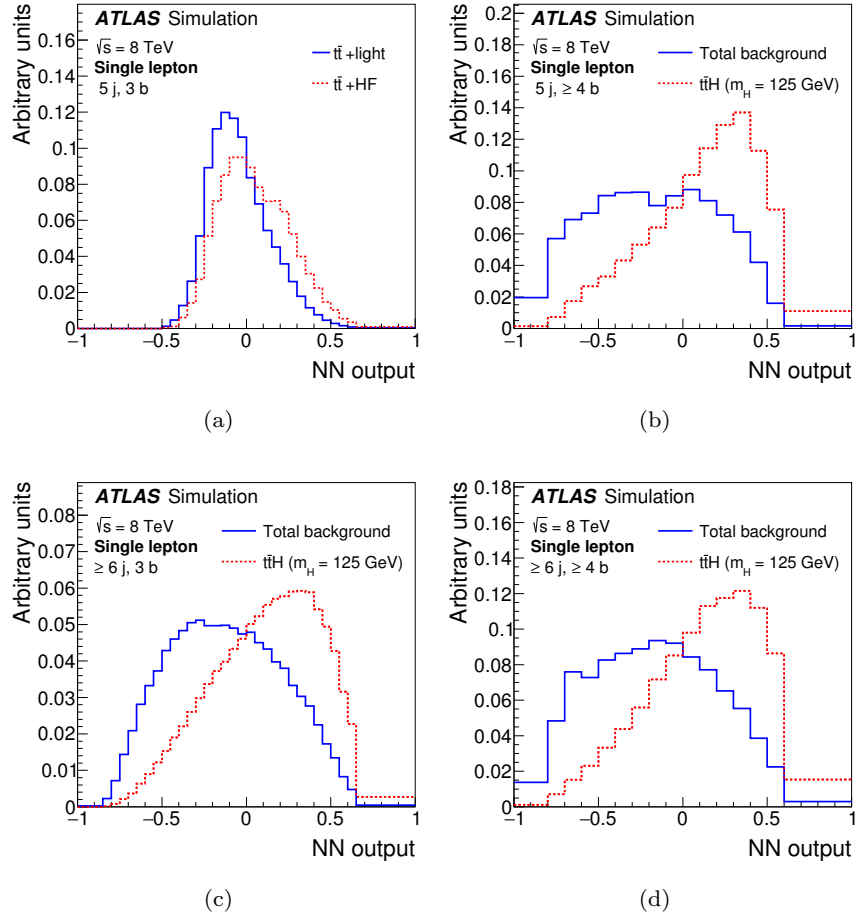 ATLAS Simulation
√s = 8 TeV
Single lepton
5 j, 3 b
tt̄ +light
tt̄ +HF
Arbitrary units
0.16
0.14
0.12
0.1
0.08
0.06
0.04
0.02
0
−1 −0.5 0 0.5 1
NN output
(a)
ATLAS Simulation
√s = 8 TeV
Single lepton
5 j, ≥ 4 b
Total background
tt̄H (m_H = 125 GeV)
Arbitrary units
0.2
0.18
0.16
0.14
0.12
0.1
0.08
0.06
0.04
0.02
0
−1 −0.5 0 0.5 1
NN output
(b)
ATLAS Simulation
√s = 8 TeV
Single lepton
≥ 6 j, 3 b
Total background
tt̄H (m_H = 125 GeV)
Arbitrary units
0.08
0.07
0.06
0.05
0.04
0.03
0.02
0.01
0
−1 −0.5 0 0.5 1
NN output
(c)
ATLAS Simulation
√s = 8 TeV
Single lepton
≥ 6 j, ≥ 4 b
Total background
tt̄H (m_H = 125 GeV)
Arbitrary units
0.18
0.16
0.14
0.12
0.1
0.08
0.06
0.04
0.02
0
−1 −0.5 0 0.5 1
NN output
(d)